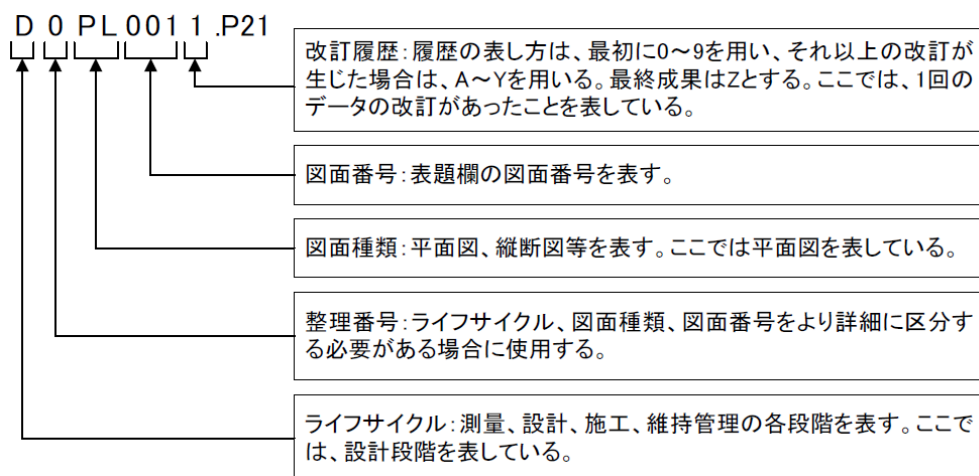 D 0 PL 001 1 .P21
改訂履歴：履歴の表し方は、最初に0～9を用い、それ以上の改訂が
生じた場合は、A～Yを用いる。最終成果はZとする。ここでは、1回の
データの改訂があったことを表している。
図面番号：表題欄の図面番号を表す。
図面種類：平面図、縦断図等を表す。ここでは平面図を表している。
整理番号：ライフサイクル、図面種類、図面番号をより詳細に区分す
る必要がある場合に使用する。
ライフサイクル：測量、設計、施工、維持管理の各段階を表す。ここで
は、設計段階を表している。